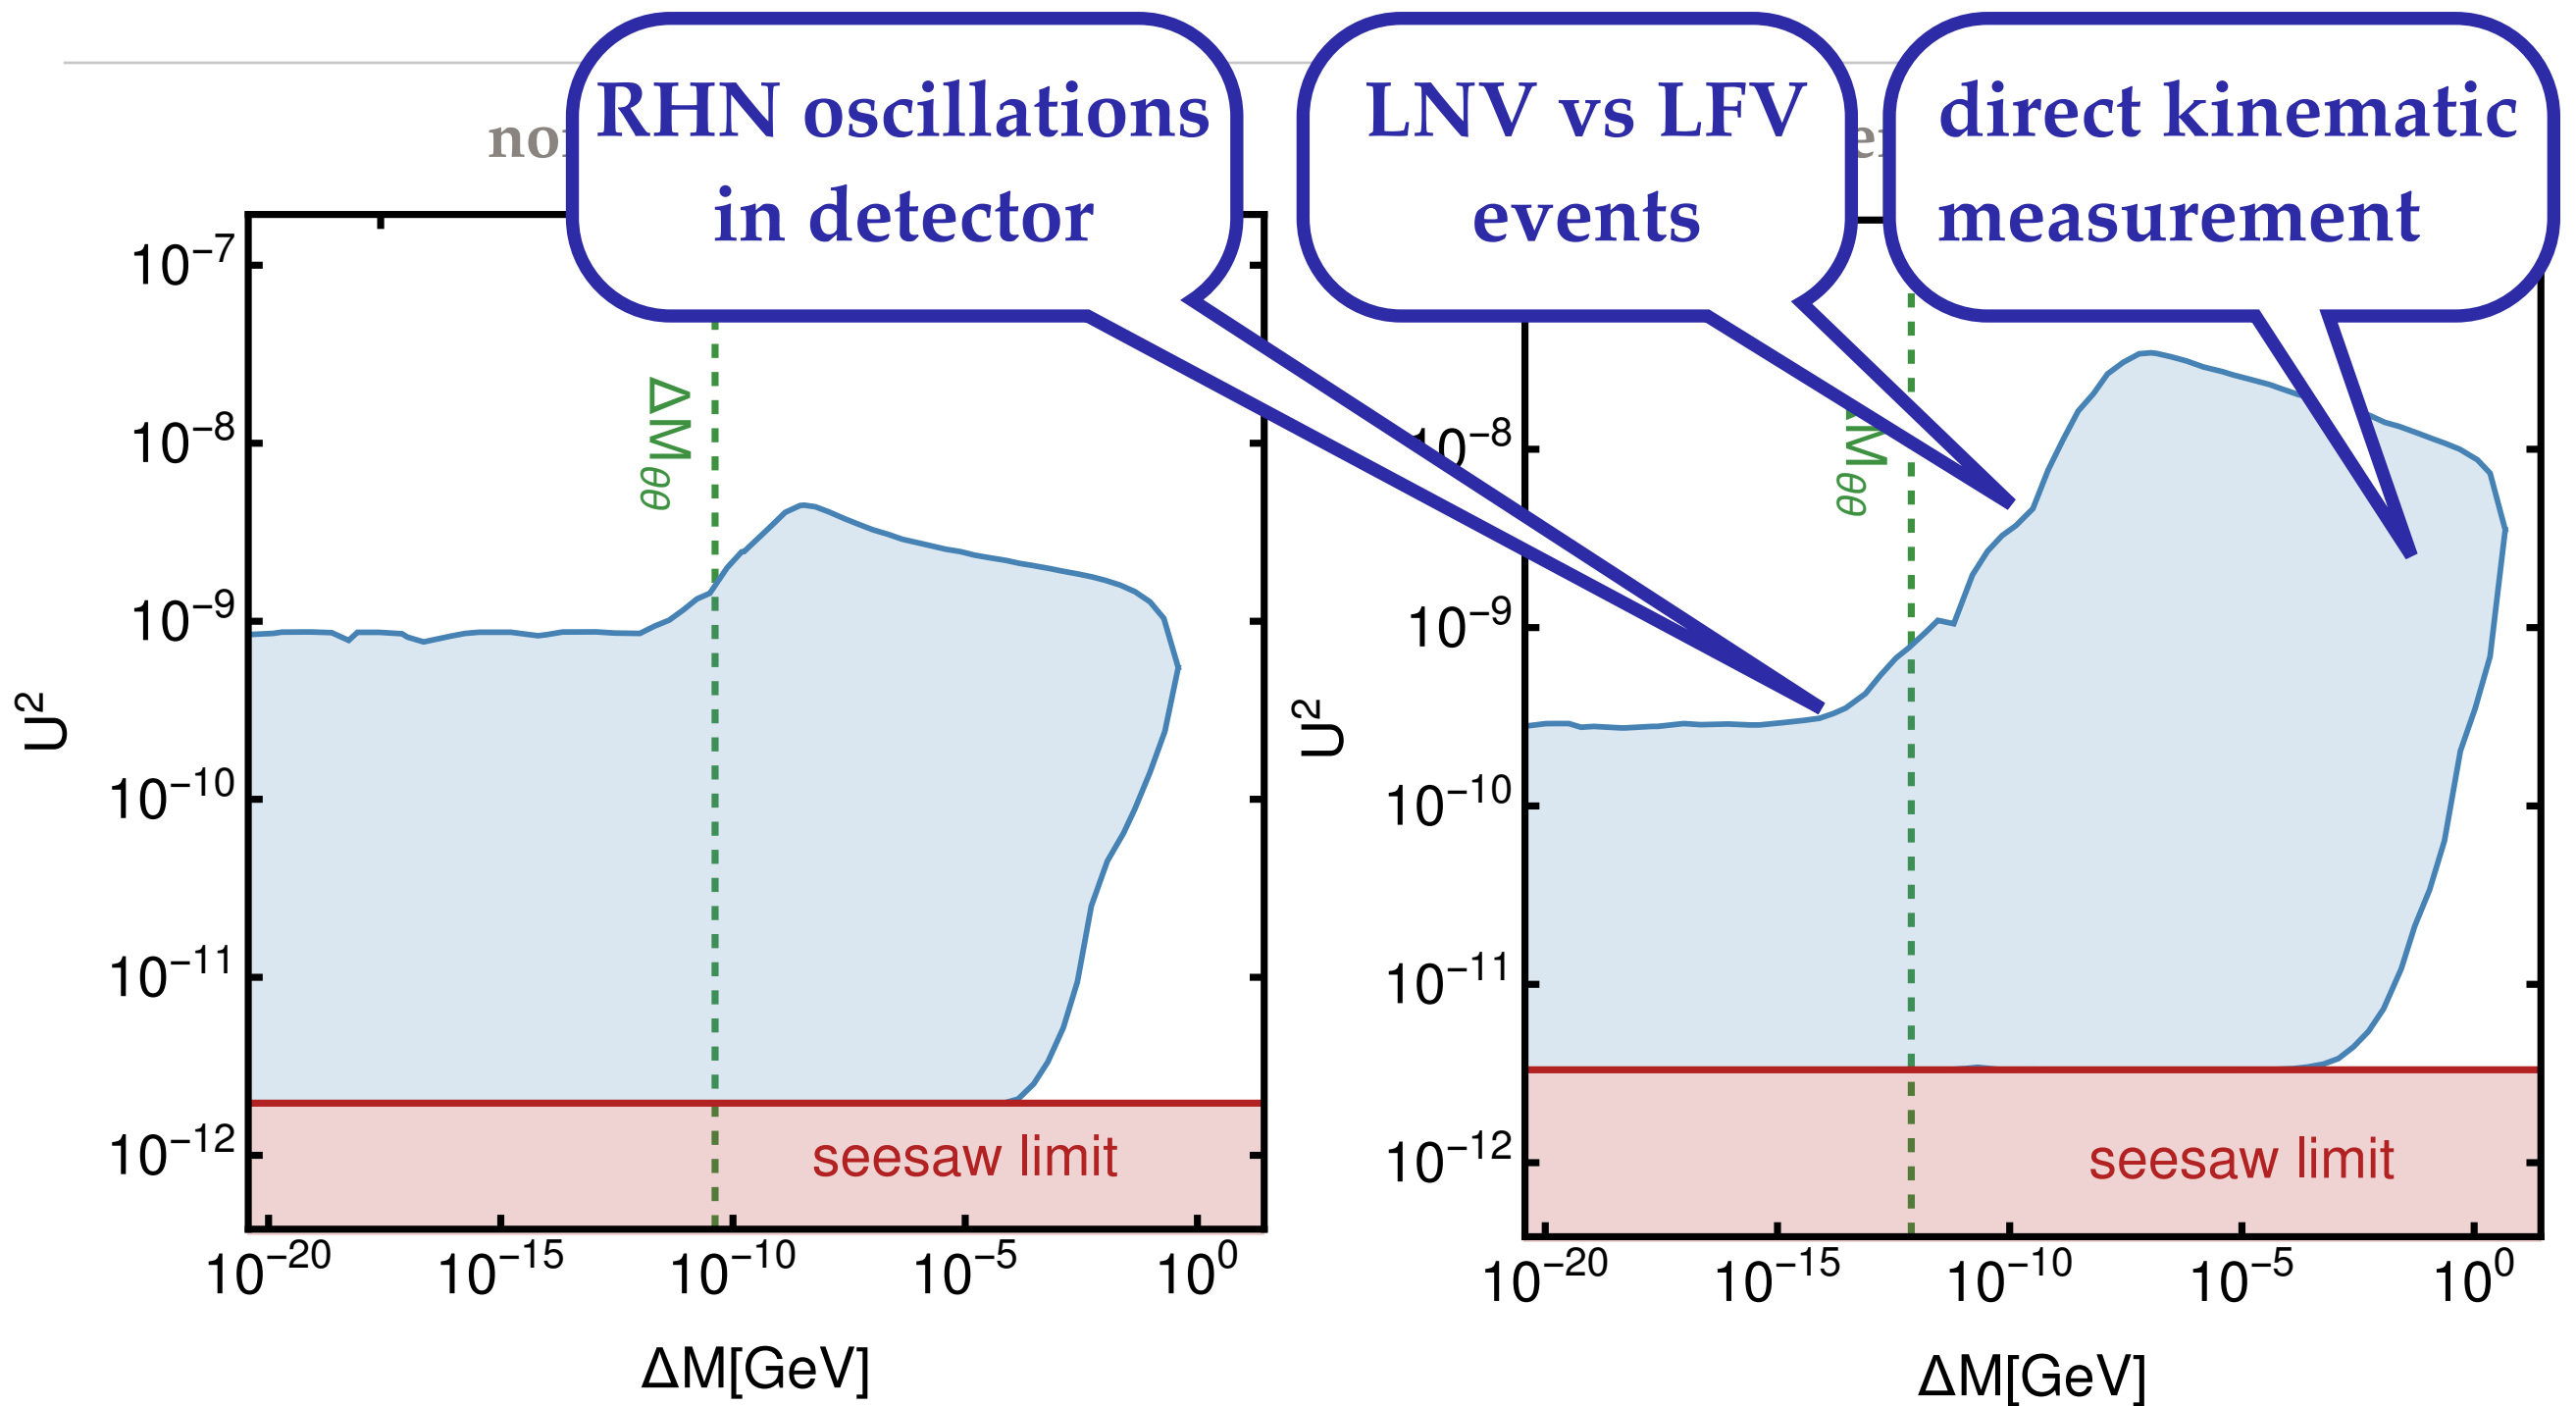 RHN oscillations
in detector
LNV vs LFV
events
direct kinematic
measurement
10⁻⁷
10⁻⁸
10⁻⁹
10⁻¹⁰
10⁻¹¹
10⁻¹²
U²
ΔM_θθ
seesaw limit
10⁻²⁰ 10⁻¹⁵ 10⁻¹⁰ 10⁻⁵ 10⁰
ΔM[GeV]
10⁻⁸
10⁻⁹
10⁻¹⁰
10⁻¹¹
10⁻¹²
U²
ΔM_θθ
seesaw limit
10⁻²⁰ 10⁻¹⁵ 10⁻¹⁰ 10⁻⁵ 10⁰
ΔM[GeV]